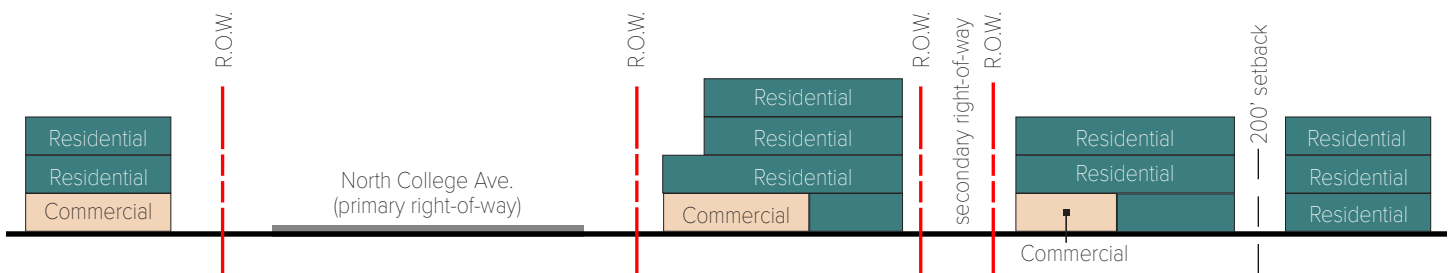 R.O.W.
R.O.W.
R.O.W.
secondary right-of-way
R.O.W.
200' setback
Residential
Residential
Commercial
North College Ave.
(primary right-of-way)
Residential
Residential
Residential
Commercial
Residential
Residential
Commercial
Residential
Residential
Residential